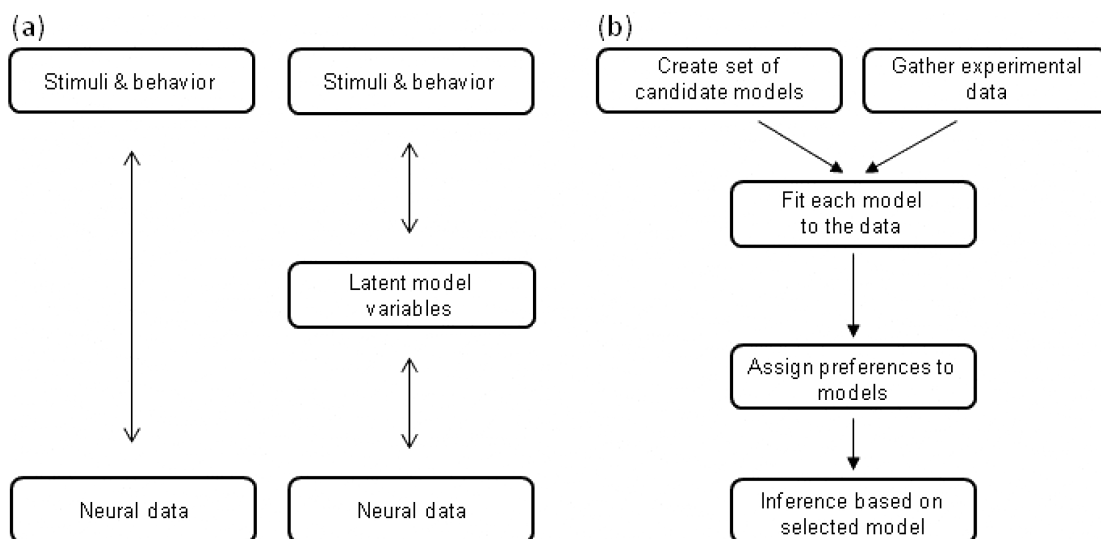 (a)
Stimuli & behavior
Stimuli & behavior
Latent model
variables
Neural data
Neural data
(b)
Create set of
candidate models
Gather experimental
data
Fit each model
to the data
Assign preferences to
models
Inference based on
selected model